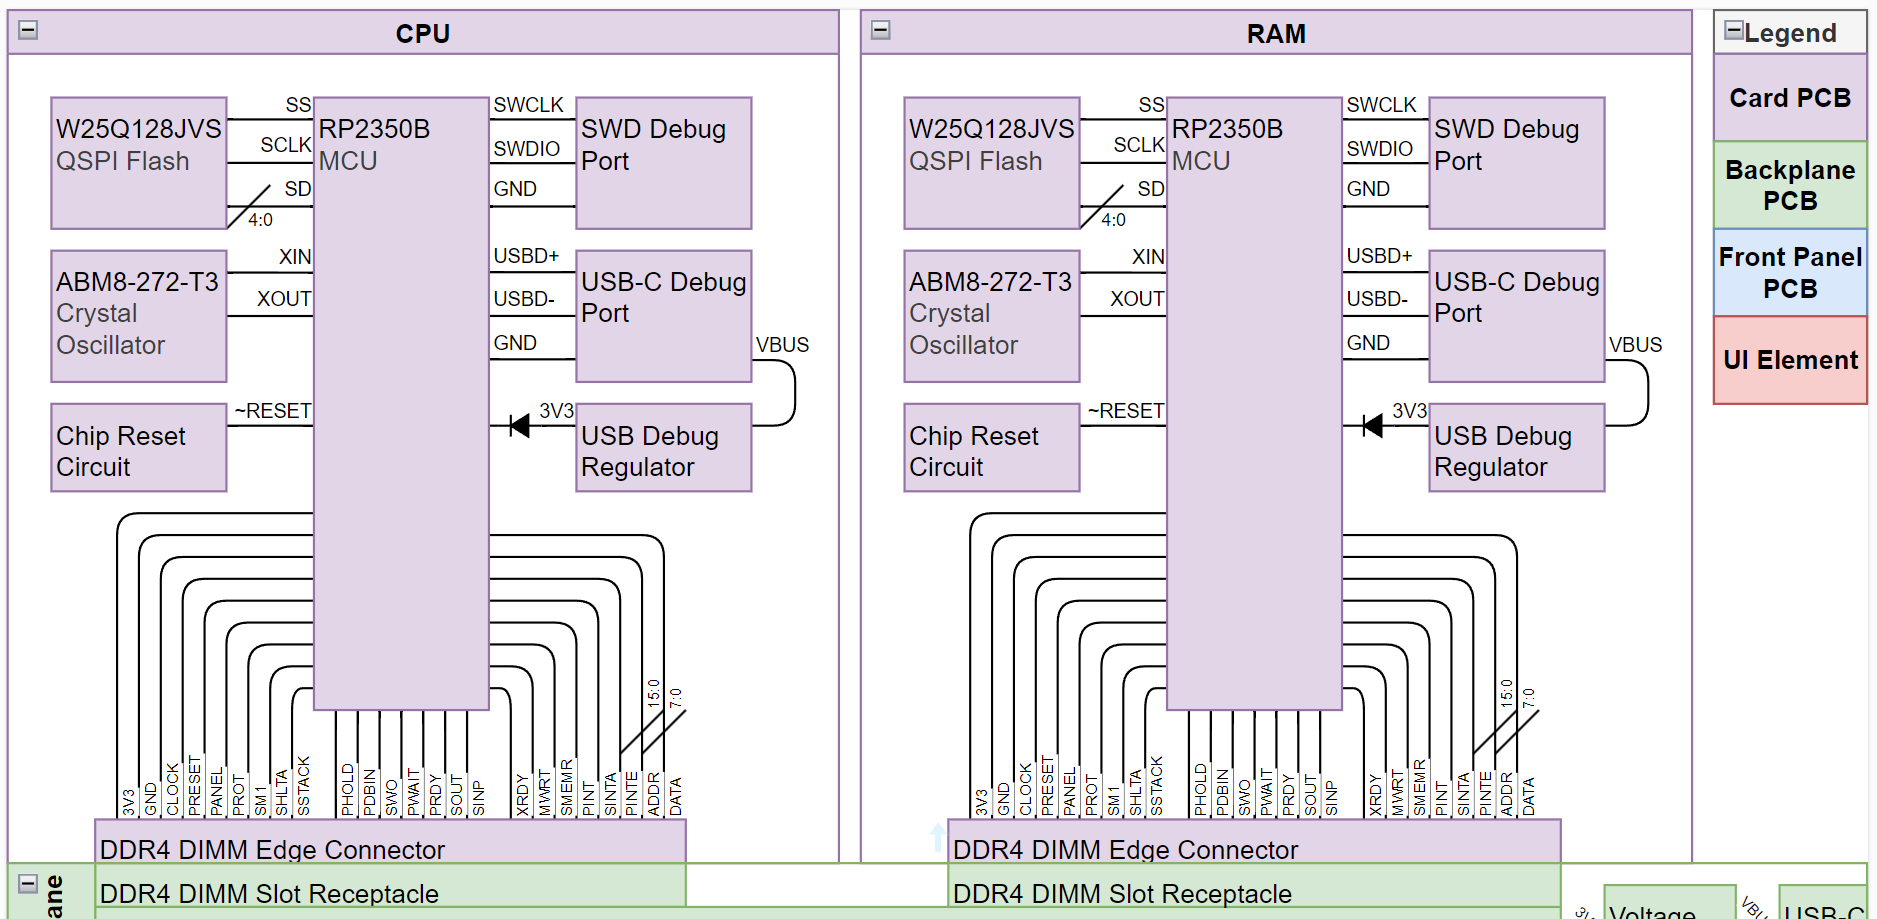 CPU
W25Q128JVS
QSPI Flash
SS
SCLK
SD
4:0
RP2350B
MCU
SWCLK
SWDIO
GND
SWD Debug
Port
ABM8-272-T3
Crystal
Oscillator
XIN
XOUT
USBD+
USBD-
GND
USB-C Debug
Port
VBUS
Chip Reset
Circuit
~RESET
3V3
USB Debug
Regulator
15:0
7:0
3V3
GND
CLOCK
PRESET
PANEL
PROT
SM1
SHLTA
SSTACK
PHOLD
PDBIN
SWO
PWAIT
PRDY
SOUT
SINP
XRDY
MWRT
SMEMR
PINT
SINTA
PINTE
ADDR
DATA
DDR4 DIMM Edge Connector
DDR4 DIMM Slot Receptacle
RAM
W25Q128JVS
QSPI Flash
SS
SCLK
SD
4:0
RP2350B
MCU
SWCLK
SWDIO
GND
SWD Debug
Port
ABM8-272-T3
Crystal
Oscillator
XIN
XOUT
USBD+
USBD-
GND
USB-C Debug
Port
VBUS
Chip Reset
Circuit
~RESET
3V3
USB Debug
Regulator
15:0
7:0
3V3
GND
CLOCK
PRESET
PANEL
PROT
SM1
SHLTA
SSTACK
PHOLD
PDBIN
SWO
PWAIT
PRDY
SOUT
SINP
XRDY
MWRT
SMEMR
PINT
SINTA
PINTE
ADDR
DATA
DDR4 DIMM Edge Connector
DDR4 DIMM Slot Receptacle
Legend
Card PCB
Backplane
PCB
Front Panel
PCB
UI Element
ane
Voltage
USB-C